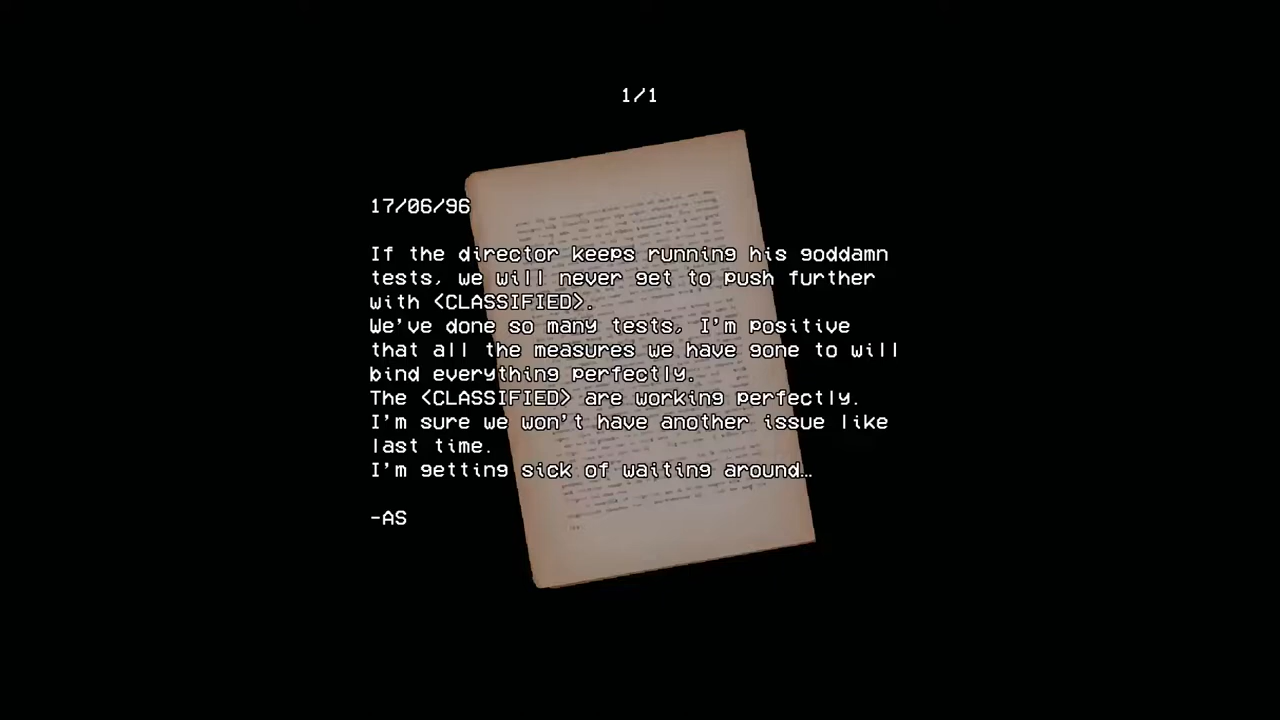 1/1
17/06/96
If the director keeps running his goddamn
tests, we will never get to push further
with <CLASSIFIED>.
We've done so many tests, I'm positive
that all the measures we have gone to will
bind everything perfectly.
The <CLASSIFIED> are working perfectly.
I'm sure we won't have another issue like
last time.
I'm getting sick of waiting around…
-AS